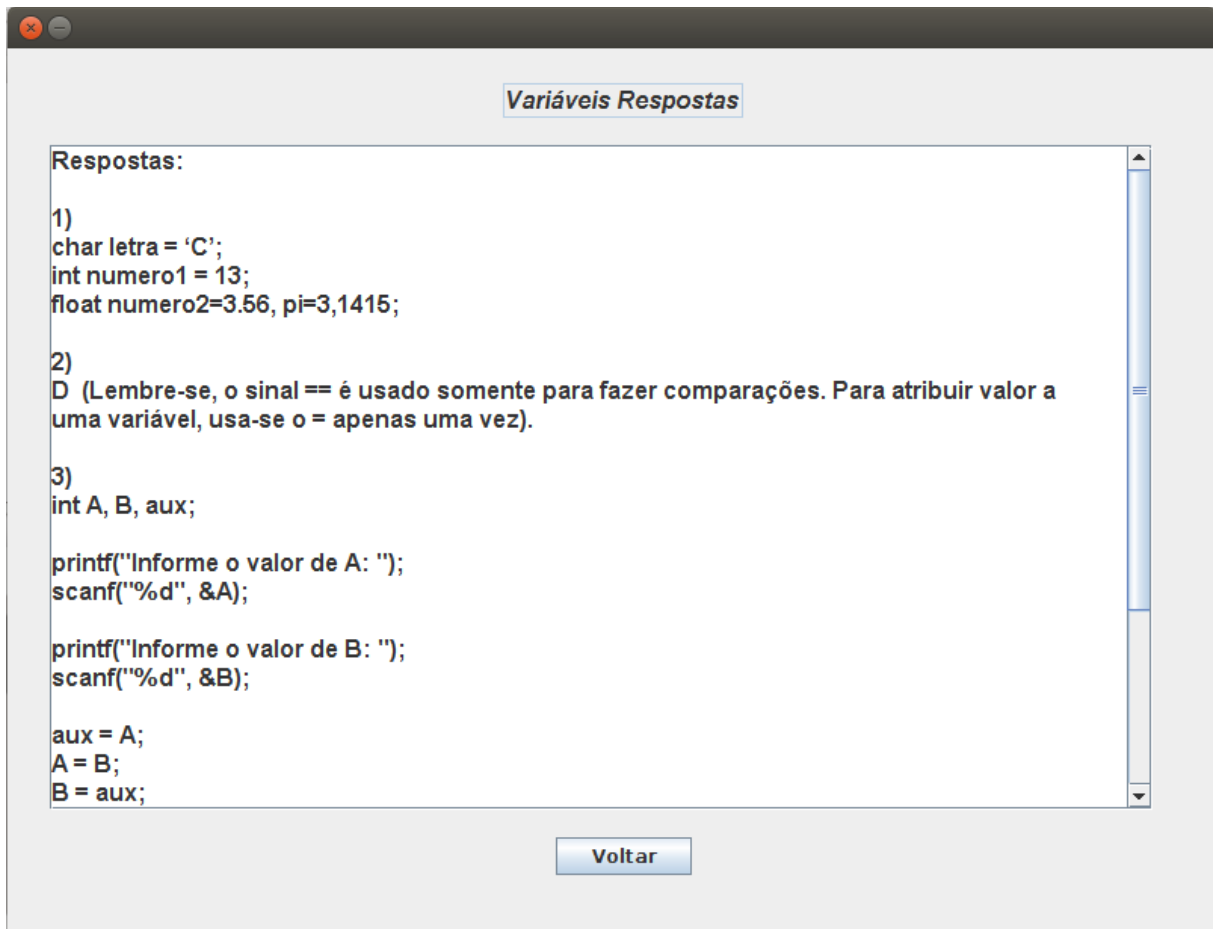 Variáveis Respostas
Respostas:
1)
char letra = ‘C’;
int numero1 = 13;
float numero2=3.56, pi=3,1415;
2)
D  (Lembre-se, o sinal == é usado somente para fazer comparações. Para atribuir valor a
uma variável, usa-se o = apenas uma vez).
3)
int A, B, aux;
printf("Informe o valor de A: ");
scanf("%d", &A);
printf("Informe o valor de B: ");
scanf("%d", &B);
aux = A;
A = B;
B = aux;
Voltar